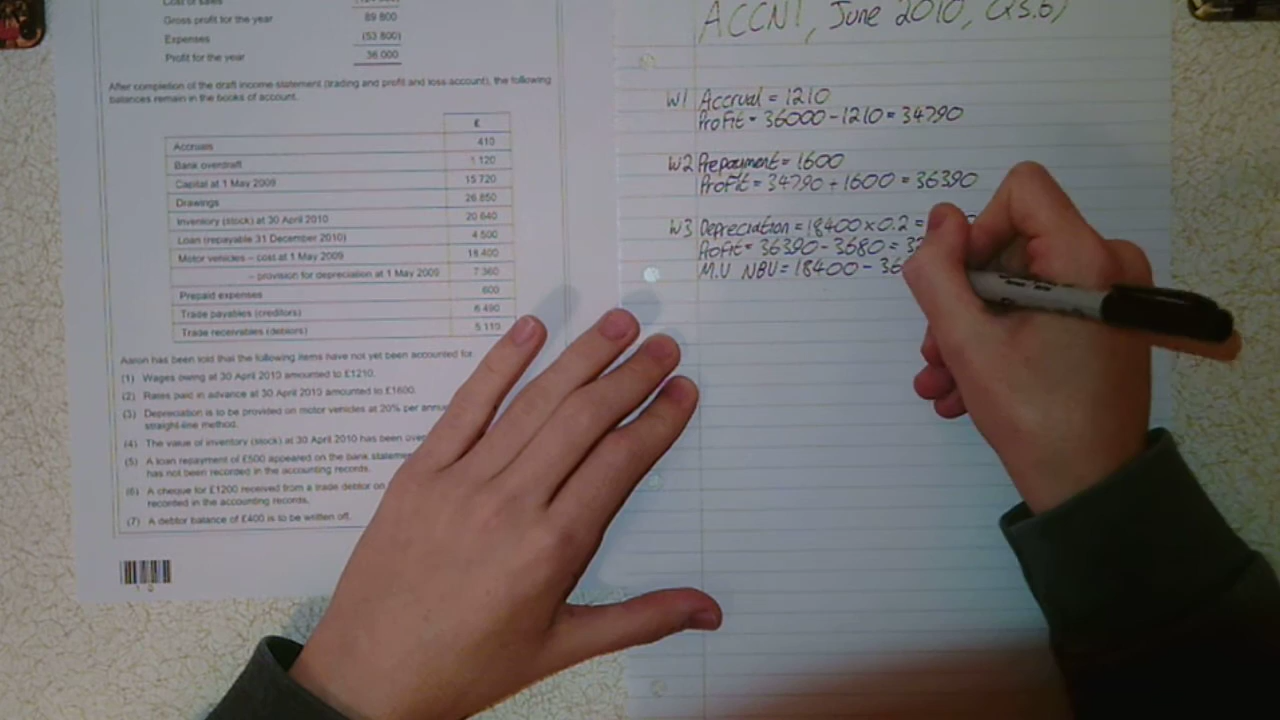 Gross profit for the year 89 800
Expenses (53 800)
Profit for the year 36 000
After completion of the draft income statement (trading and profit and loss account), the following
balances remain in the books of account.
£
Accruals 410
Bank overdraft 1 120
Capital at 1 May 2009 15 720
Drawings 26 850
Inventory (stock) at 30 April 2010 20 640
Loan (repayable 31 December 2010) 4 500
Motor vehicles – cost at 1 May 2009 18 400
– provision for depreciation at 1 May 2009 7 360
Prepaid expenses 600
Trade payables (creditors) 6 490
Trade receivables (debtors) 5 110
Aaron has been told that the following items have not yet been accounted for.
(1) Wages owing at 30 April 2010 amounted to £1210.
(2) Rates paid in advance at 30 April 2010 amounted to £1600.
(3) Depreciation is to be provided on motor vehicles at 20% per
straight-line method.
(4) The value of inventory (stock) at 30 April 2010 has been
(5) A loan repayment of £500 appeared on the bank
has not been recorded in the accounting records.
(6) A cheque for £1200 received from a trade debtor on
recorded in the accounting records.
(7) A debtor balance of £400 is to be written off.
ACCN1, June 2010, Q3.b)
W1 Accrual = 1210
Profit = 36000 - 1210 = 34790
W2 Prepayment = 1600
Profit = 34790 + 1600 = 36390
W3 Depreciation = 18400 x 0.2 =
Profit = 36390 - 3680 =
M.V NBV = 18400 -